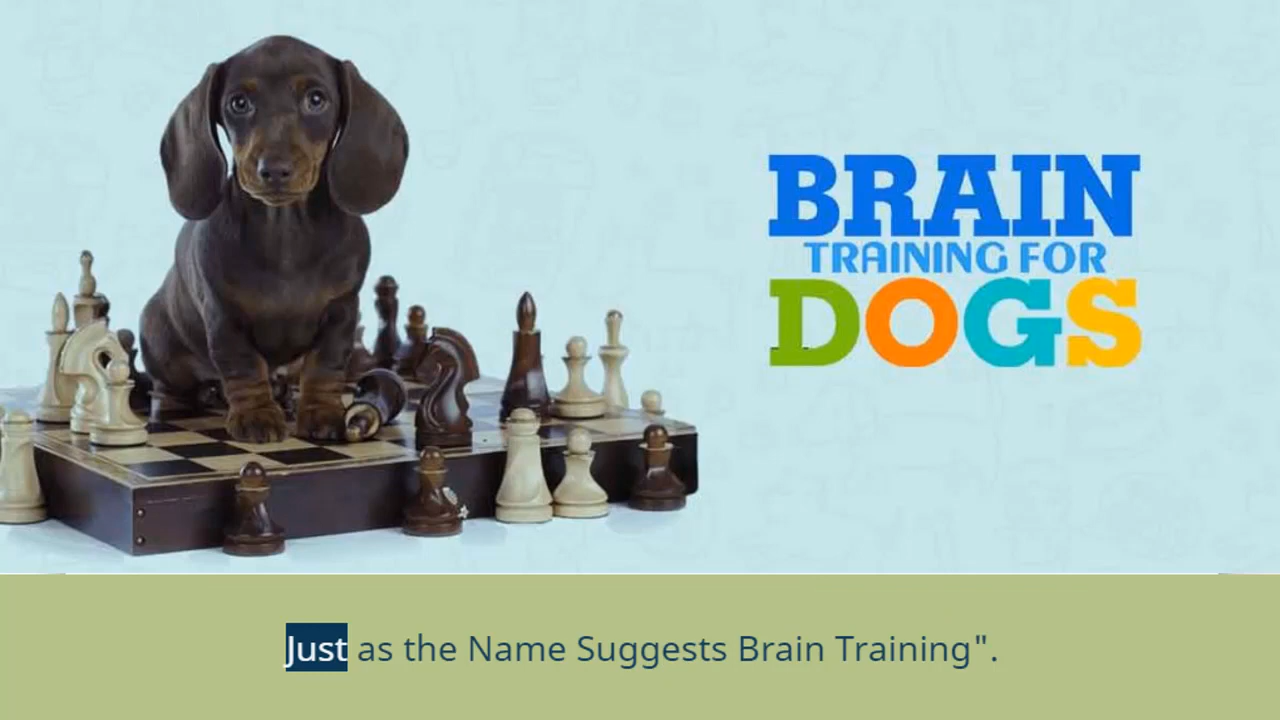 BRAIN
TRAINING FOR
DOGS
Just as the Name Suggests Brain Training".